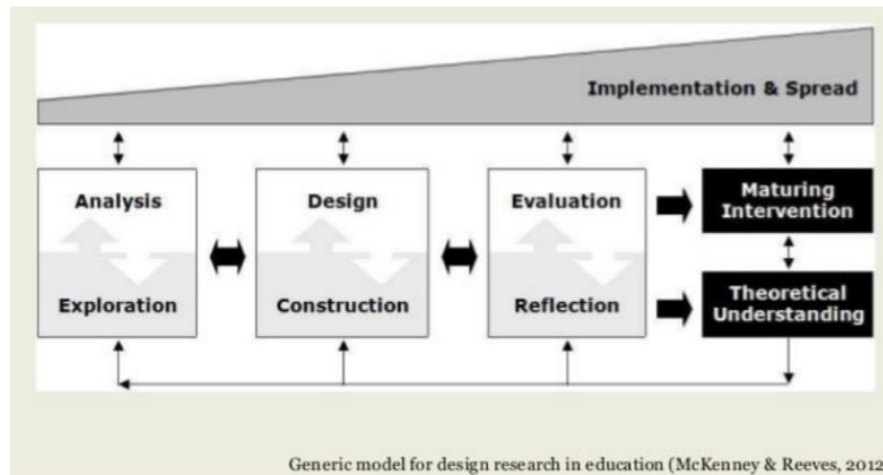 Implementation & Spread
Analysis
Exploration
Design
Construction
Evaluation
Reflection
Maturing
Intervention
Theoretical
Understanding
Generic model for design research in education (McKenney & Reeves, 2012